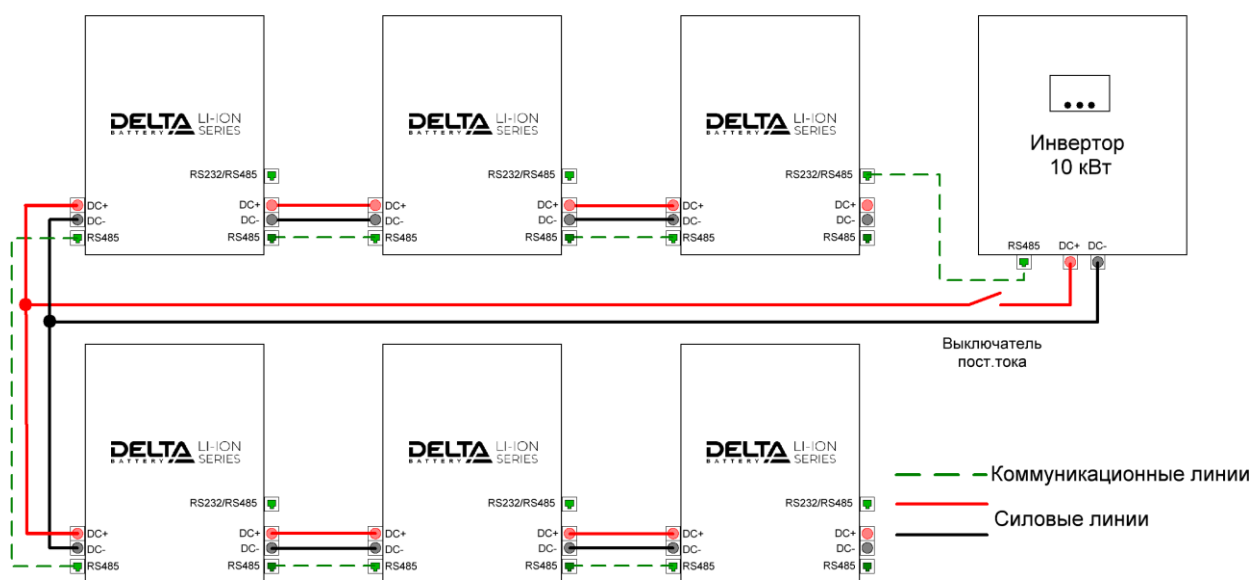 DELTA LI-ION
BATTERY SERIES
RS232/RS485
DC+
DC+
DC-
DC-
RS485
RS485
DELTA LI-ION
BATTERY SERIES
RS232/RS485
DC+
DC+
DC-
DC-
RS485
RS485
DELTA LI-ION
BATTERY SERIES
RS232/RS485
DC+
DC+
DC-
DC-
RS485
RS485
Инвертор
10 кВт
RS485 DC+ DC-
Выключатель
пост.тока
DELTA LI-ION
BATTERY SERIES
RS232/RS485
DC+
DC+
DC-
DC-
RS485
RS485
DELTA LI-ION
BATTERY SERIES
RS232/RS485
DC+
DC+
DC-
DC-
RS485
RS485
DELTA LI-ION
BATTERY SERIES
RS232/RS485
DC+
DC+
DC-
DC-
RS485
RS485
Коммуникационные линии
Силовые линии